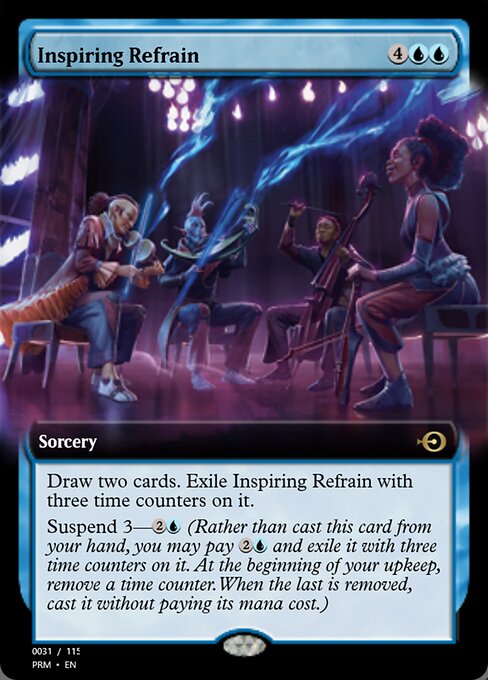 Inspiring Refrain 4
Sorcery
Draw two cards. Exile Inspiring Refrain with
three time counters on it.
Suspend 3—2 (Rather than cast this card from
your hand, you may pay 2 and exile it with three
time counters on it. At the beginning of your upkeep,
remove a time counter. When the last is removed,
cast it without paying its mana cost.)
0031 / 115
PRM • EN